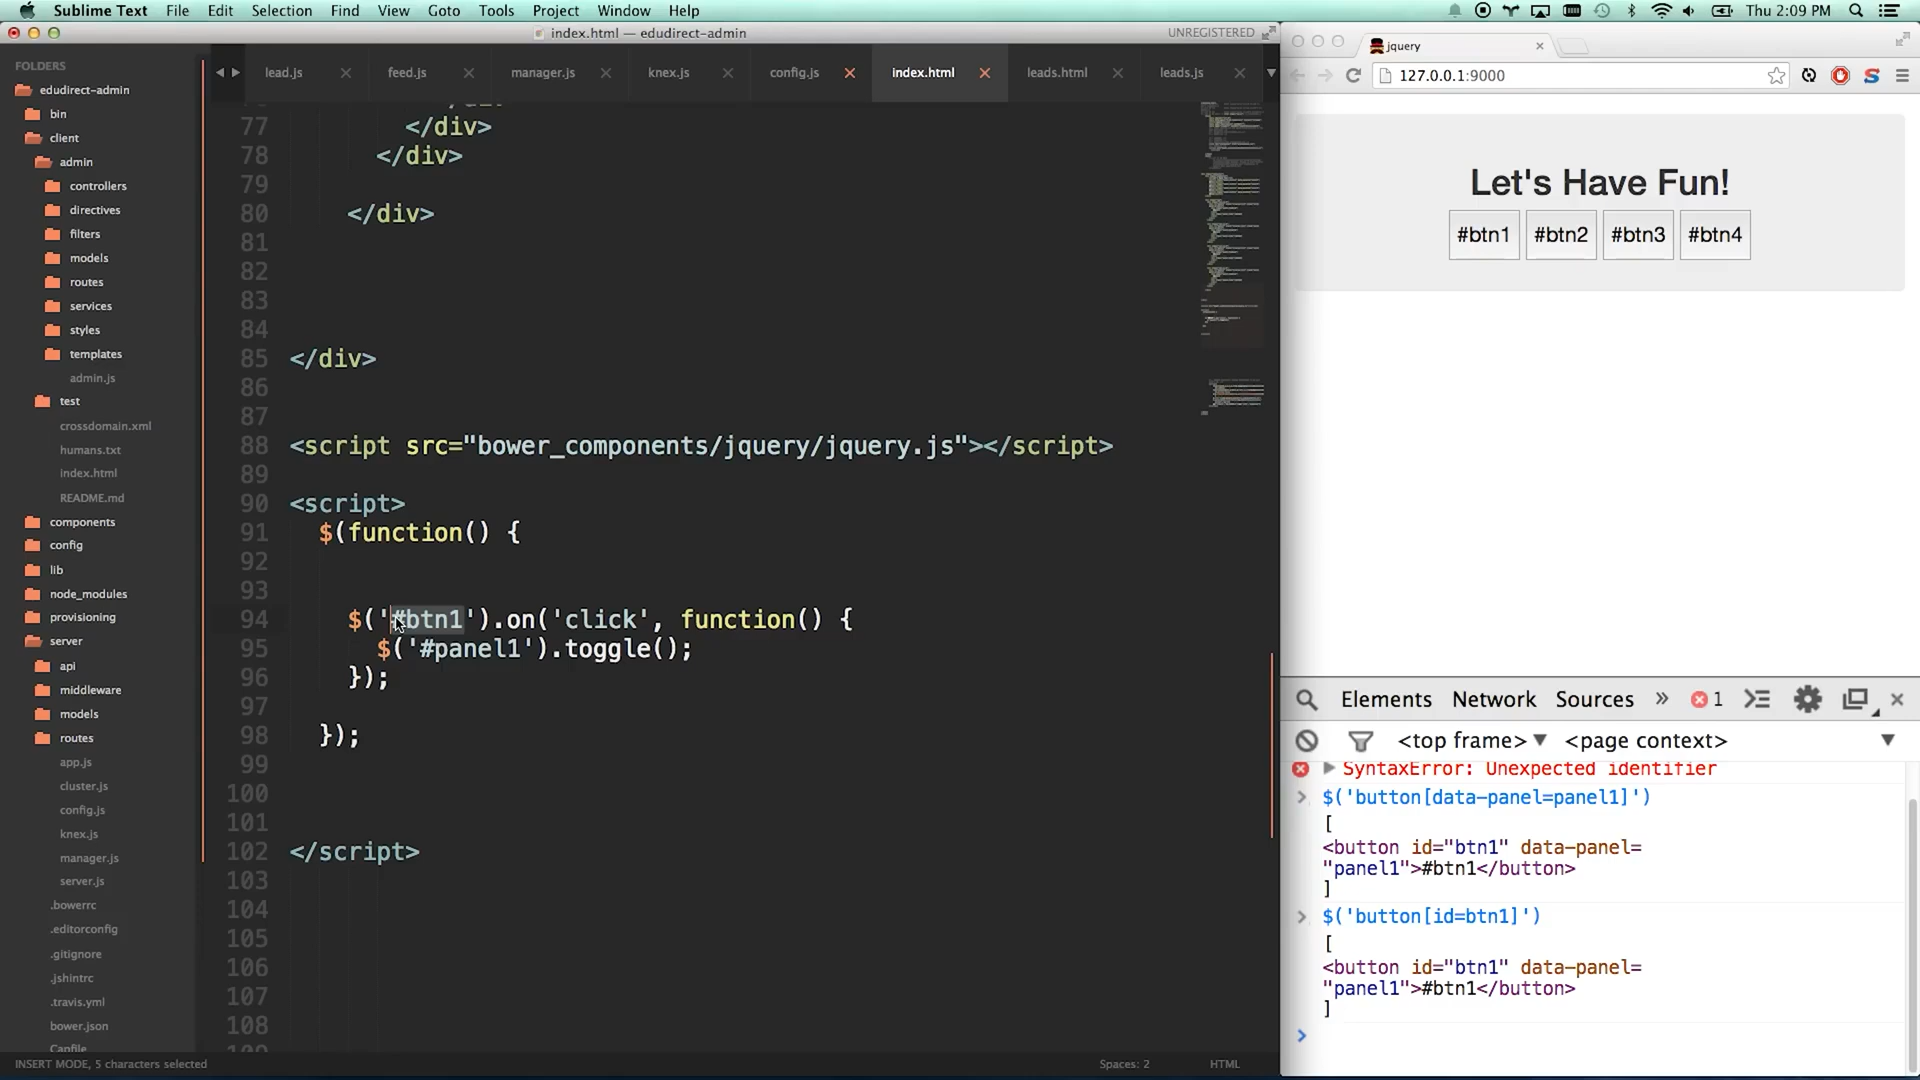 Sublime Text File Edit Selection Find View Goto Tools Project Window Help Thu 2:09 PM
index.html — edudirect-admin UNREGISTERED
FOLDERS
edudirect-admin
bin
client
admin
controllers
directives
filters
models
routes
services
styles
templates
admin.js
test
crossdomain.xml
humans.txt
index.html
README.md
components
config
lib
node_modules
provisioning
server
api
middleware
models
routes
app.js
cluster.js
config.js
knex.js
manager.js
server.js
.bowerrc
.editorconfig
.gitignore
.jshintrc
.travis.yml
bower.json
Capfile
lead.js feed.js manager.js knex.js config.js index.html leads.html leads.js
77 </div>
78 </div>
79
80 </div>
81
82
83
84
85 </div>
86
87
88 <script src="bower_components/jquery/jquery.js"></script>
89
90 <script>
91 $(function() {
92
93
94 $('#btn1').on('click', function() {
95 $('#panel1').toggle();
96 });
97
98 });
99
100
101
102 </script>
103
104
105
106
107
108
INSERT MODE, 5 characters selected Spaces: 2 HTML
jquery
127.0.0.1:9000
Let's Have Fun!
#btn1 #btn2 #btn3 #btn4
Elements Network Sources » 1
<top frame> <page context>
SyntaxError: Unexpected identifier
> $('button[data-panel=panel1]')
[
<button id="btn1" data-panel=
"panel1">#btn1</button>
]
> $('button[id=btn1]')
[
<button id="btn1" data-panel=
"panel1">#btn1</button>
]
>